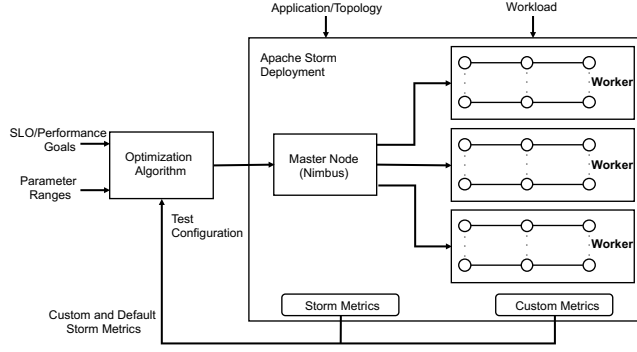 Application/Topology
Workload
Apache Storm
Deployment
Worker
SLO/Performance
Goals
Optimization
Algorithm
Master Node
(Nimbus)
Worker
Parameter
Ranges
Test
Configuration
Worker
Storm Metrics
Custom Metrics
Custom and Default
Storm Metrics